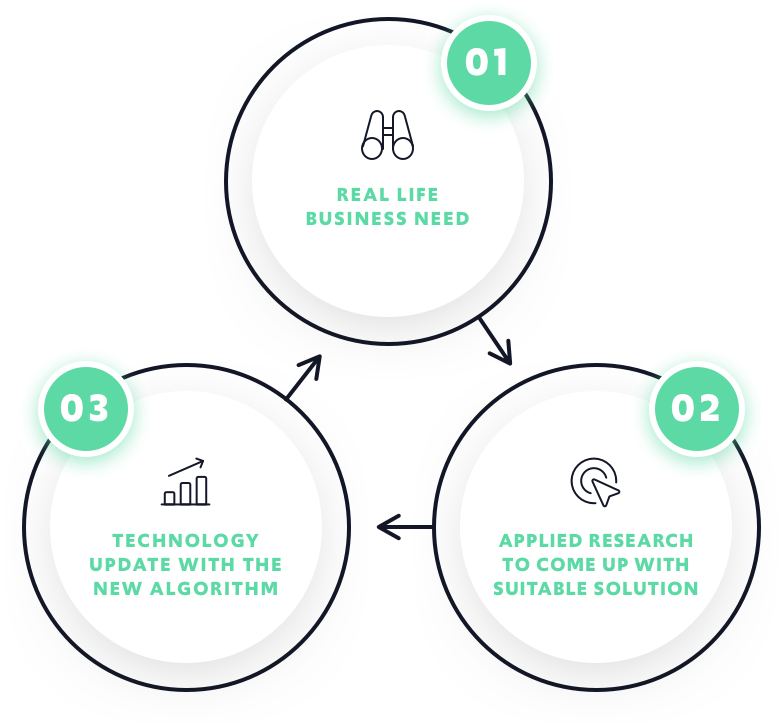 01
REAL LIFE
BUSINESS NEED
02
APPLIED RESEARCH
TO COME UP WITH
SUITABLE SOLUTION
03
TECHNOLOGY
UPDATE WITH THE
NEW ALGORITHM